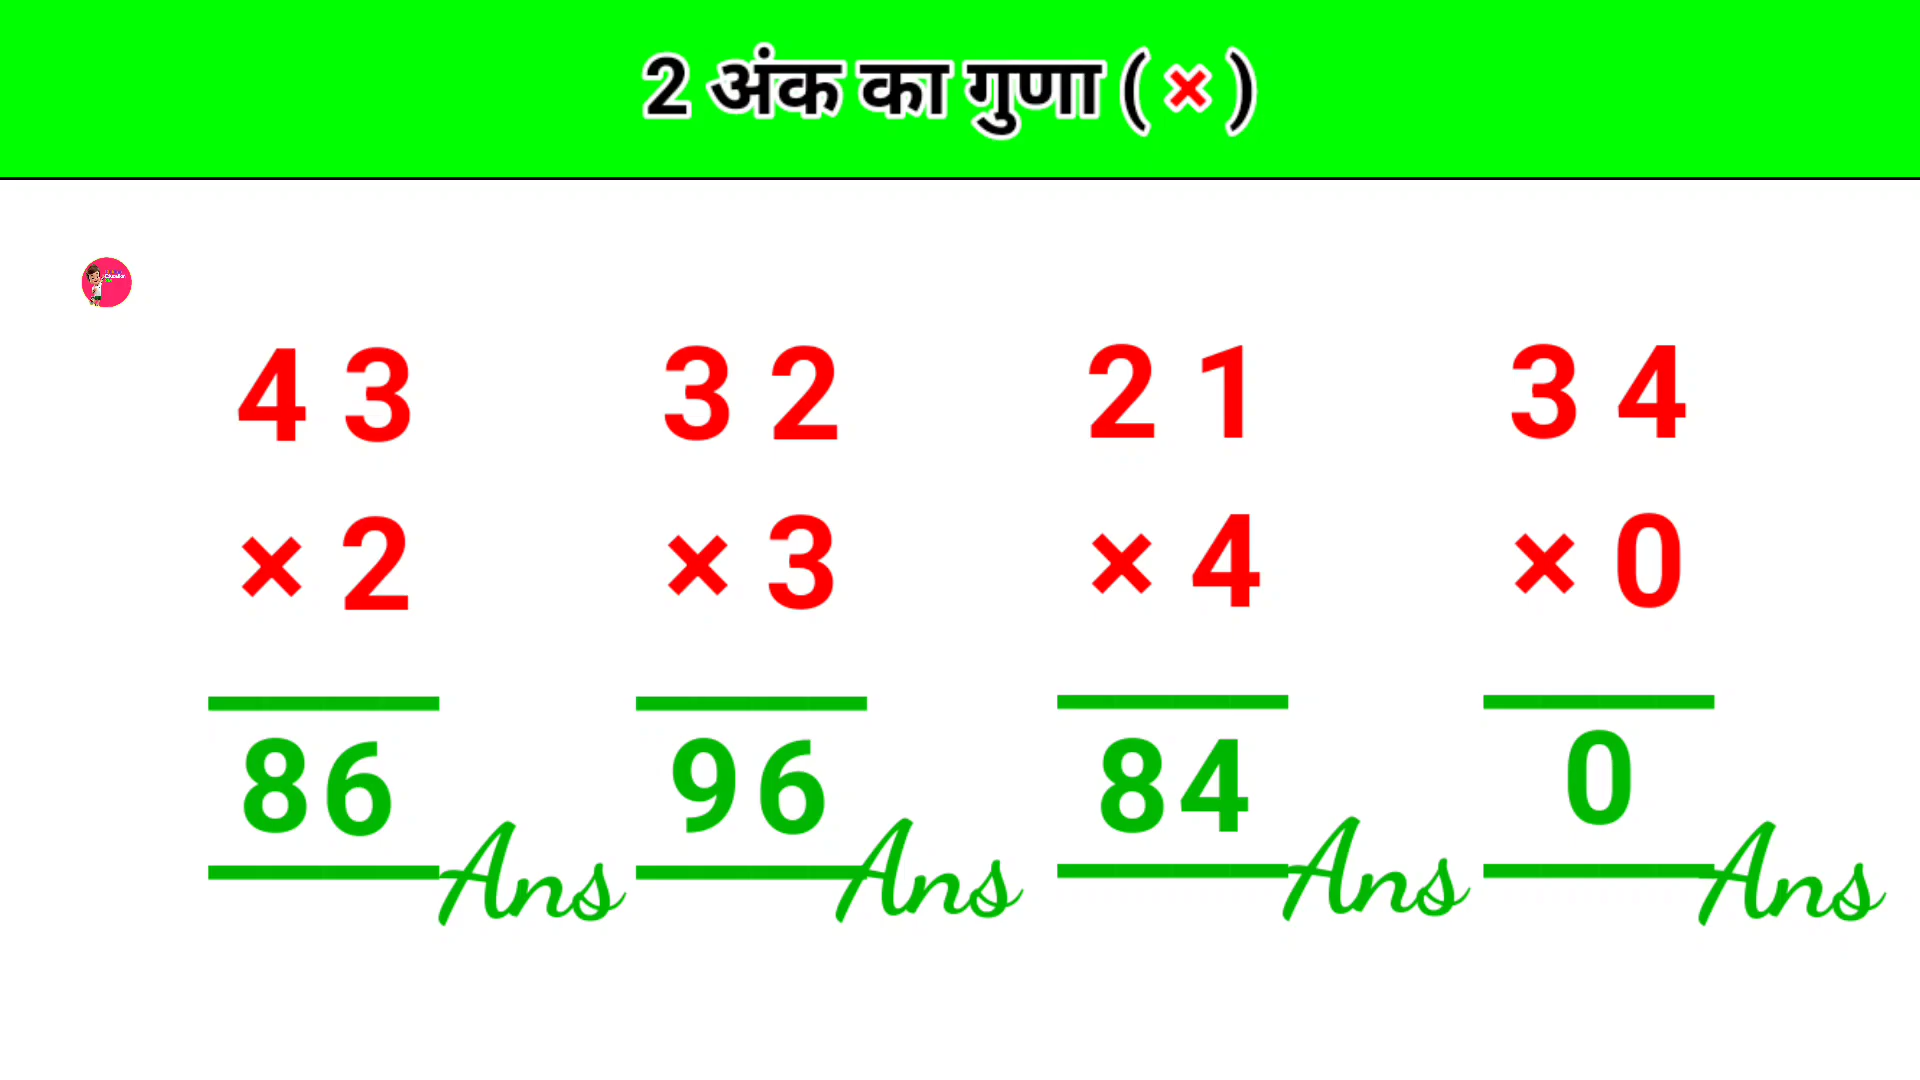 2 अंक का गुणा ( × )
4 3 3 2 2 1 3 4
× 2 × 3 × 4 × 0
86 96 84 0
Ans Ans Ans Ans